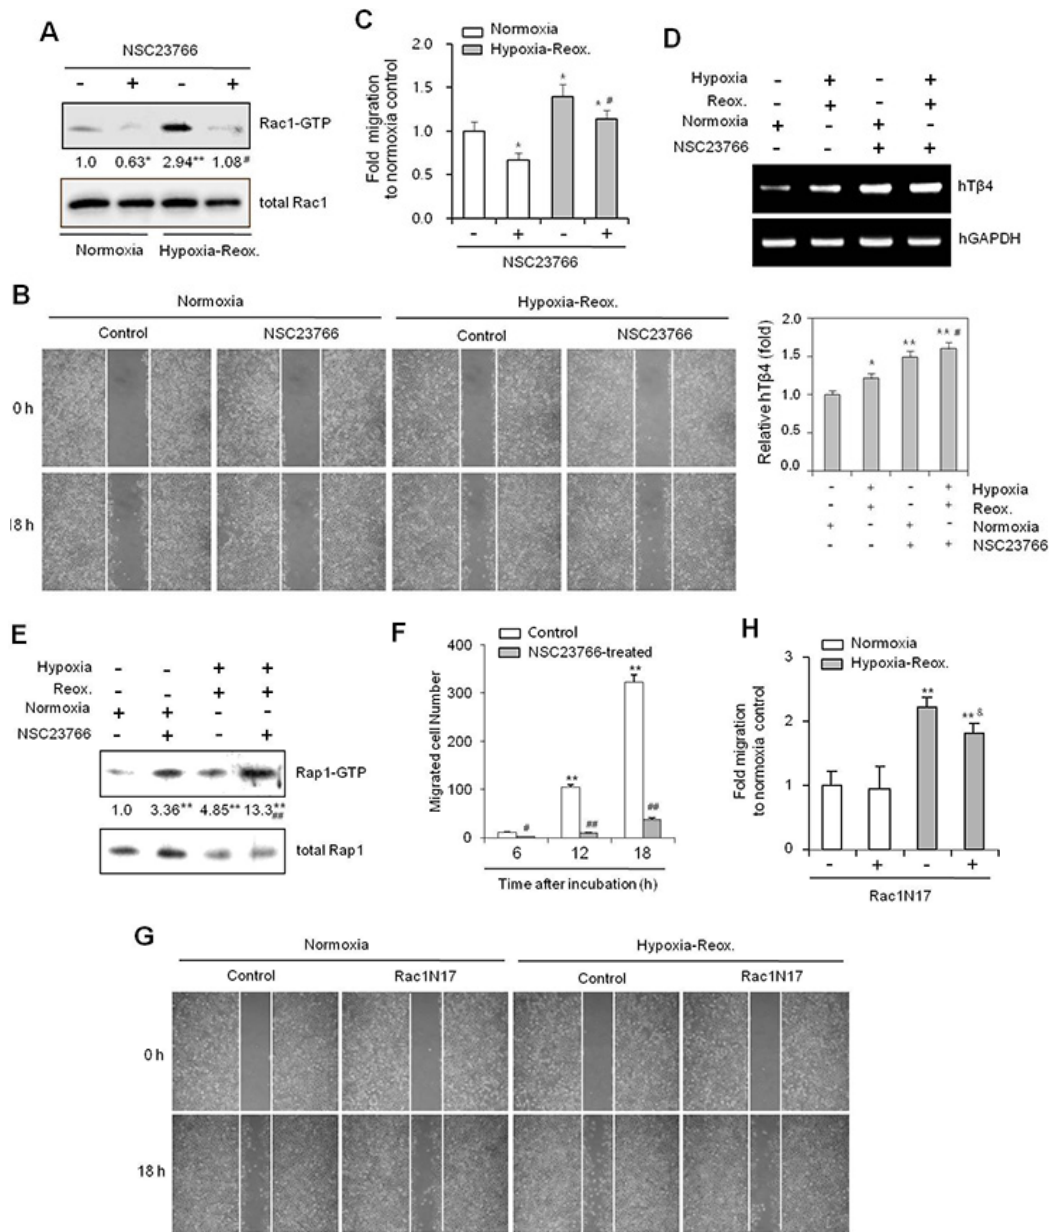 A
NSC23766
- + - +
Rac1-GTP
1.0 0.63* 2.94** 1.08#
total Rac1
Normoxia Hypoxia-Reox.
C
Normoxia
Hypoxia-Reox.
Fold migration
to normoxia control
2.0
1.5
1.0
0.5
0.0
* * * #
- + - +
NSC23766
D
Hypoxia - + - +
Reox. - + - +
Normoxia + - + -
NSC23766 - - + +
hTβ4
hGAPDH
Relative hTβ4 (fold)
2.0
1.5
1.0
0.5
0.0
* ** ** #
- + - + Hypoxia
- + - + Reox.
+ - + - Normoxia
- - + + NSC23766
B
Normoxia Hypoxia-Reox.
Control NSC23766 Control NSC23766
0 h
18 h
E
Hypoxia - - + +
Reox. - - + +
Normoxia + + - -
NSC23766 - + - +
Rap1-GTP
1.0 3.36** 4.85** 13.3**##
total Rap1
F
Control
NSC23766-treated
Migrated cell Number
400
300
200
100
0
# ** ## ** ##
6 12 18
Time after incubation (h)
H
Normoxia
Hypoxia-Reox.
Fold migration
to normoxia control
3
2
1
0
** ** &
- + - +
Rac1N17
G
Normoxia Hypoxia-Reox.
Control Rac1N17 Control Rac1N17
0 h
18 h